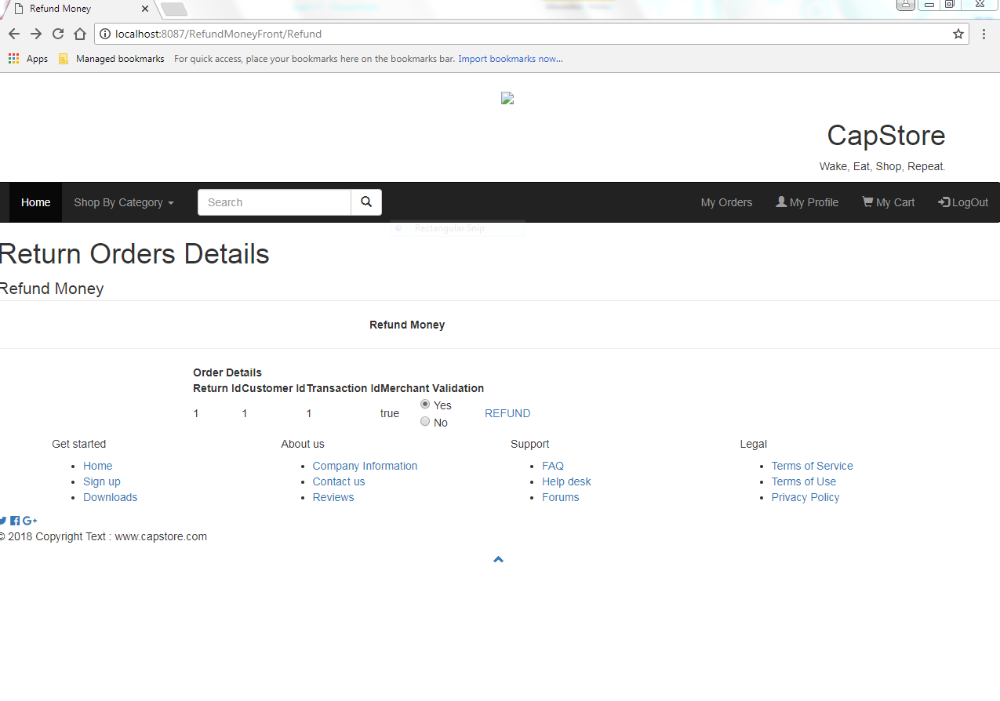 Refund Money
localhost:8087/RefundMoneyFront/Refund
Apps Managed bookmarks For quick access, place your bookmarks here on the bookmarks bar. Import bookmarks now...
CapStore
Wake, Eat, Shop, Repeat.
Home Shop By Category Search My Orders My Profile My Cart LogOut
Rectangular Snip
Return Orders Details
Refund Money
Refund Money
Order Details
Return Id Customer Id Transaction Id Merchant Validation
1 1 1 true Yes No REFUND
Get started About us Support Legal
Home Company Information FAQ Terms of Service
Sign up Contact us Help desk Terms of Use
Downloads Reviews Forums Privacy Policy
© 2018 Copyright Text : www.capstore.com